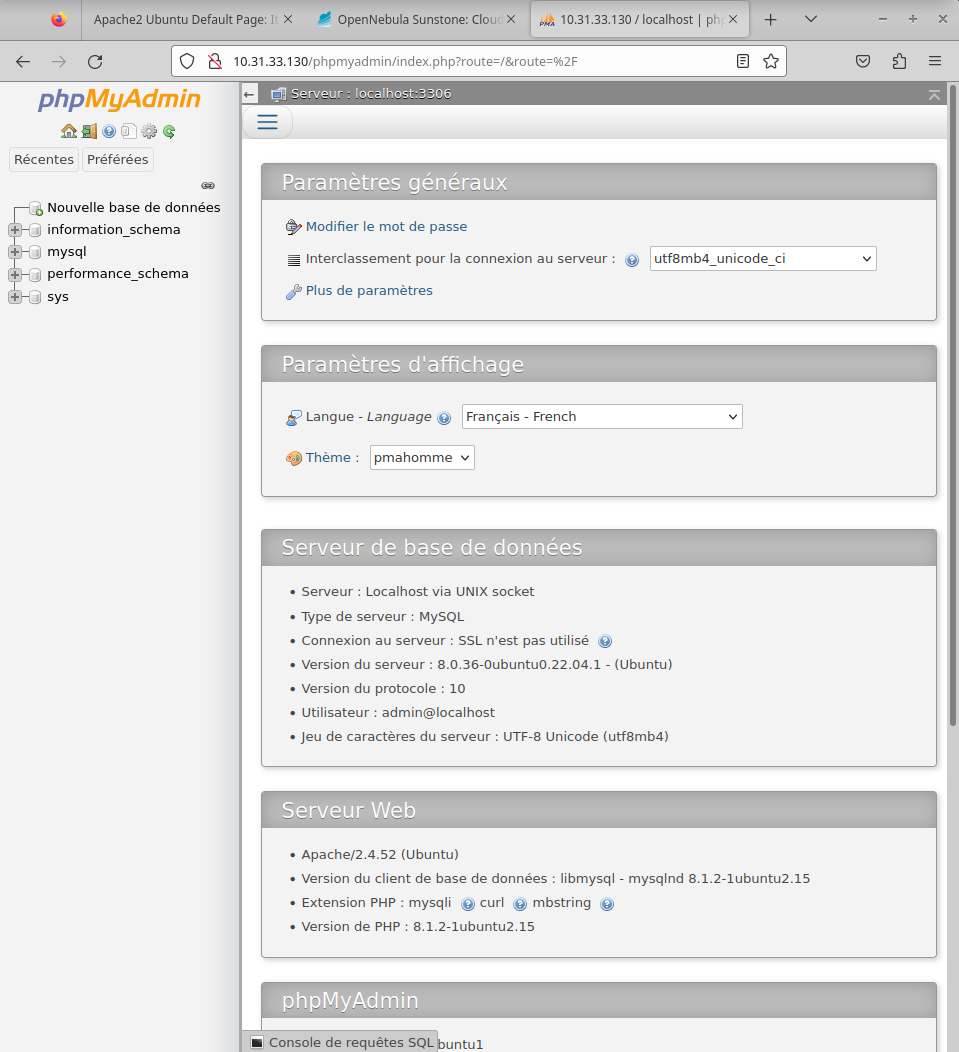 Apache2 Ubuntu Default Page: It
OpenNebula Sunstone: Cloud
10.31.33.130 / localhost | php
10.31.33.130/phpmyadmin/index.php?route=/&route=%2F
phpMyAdmin
Récentes
Préférées
Nouvelle base de données
information_schema
mysql
performance_schema
sys
Serveur : localhost:3306
Paramètres généraux
Modifier le mot de passe
Interclassement pour la connexion au serveur :
utf8mb4_unicode_ci
Plus de paramètres
Paramètres d'affichage
Langue - Language
Français - French
Thème :
pmahomme
Serveur de base de données
• Serveur : Localhost via UNIX socket
• Type de serveur : MySQL
• Connexion au serveur : SSL n'est pas utilisé
• Version du serveur : 8.0.36-0ubuntu0.22.04.1 - (Ubuntu)
• Version du protocole : 10
• Utilisateur : admin@localhost
• Jeu de caractères du serveur : UTF-8 Unicode (utf8mb4)
Serveur Web
• Apache/2.4.52 (Ubuntu)
• Version du client de base de données : libmysql - mysqlnd 8.1.2-1ubuntu2.15
• Extension PHP : mysqli curl mbstring
• Version de PHP : 8.1.2-1ubuntu2.15
phpMyAdmin
Console de requêtes SQL
buntu1